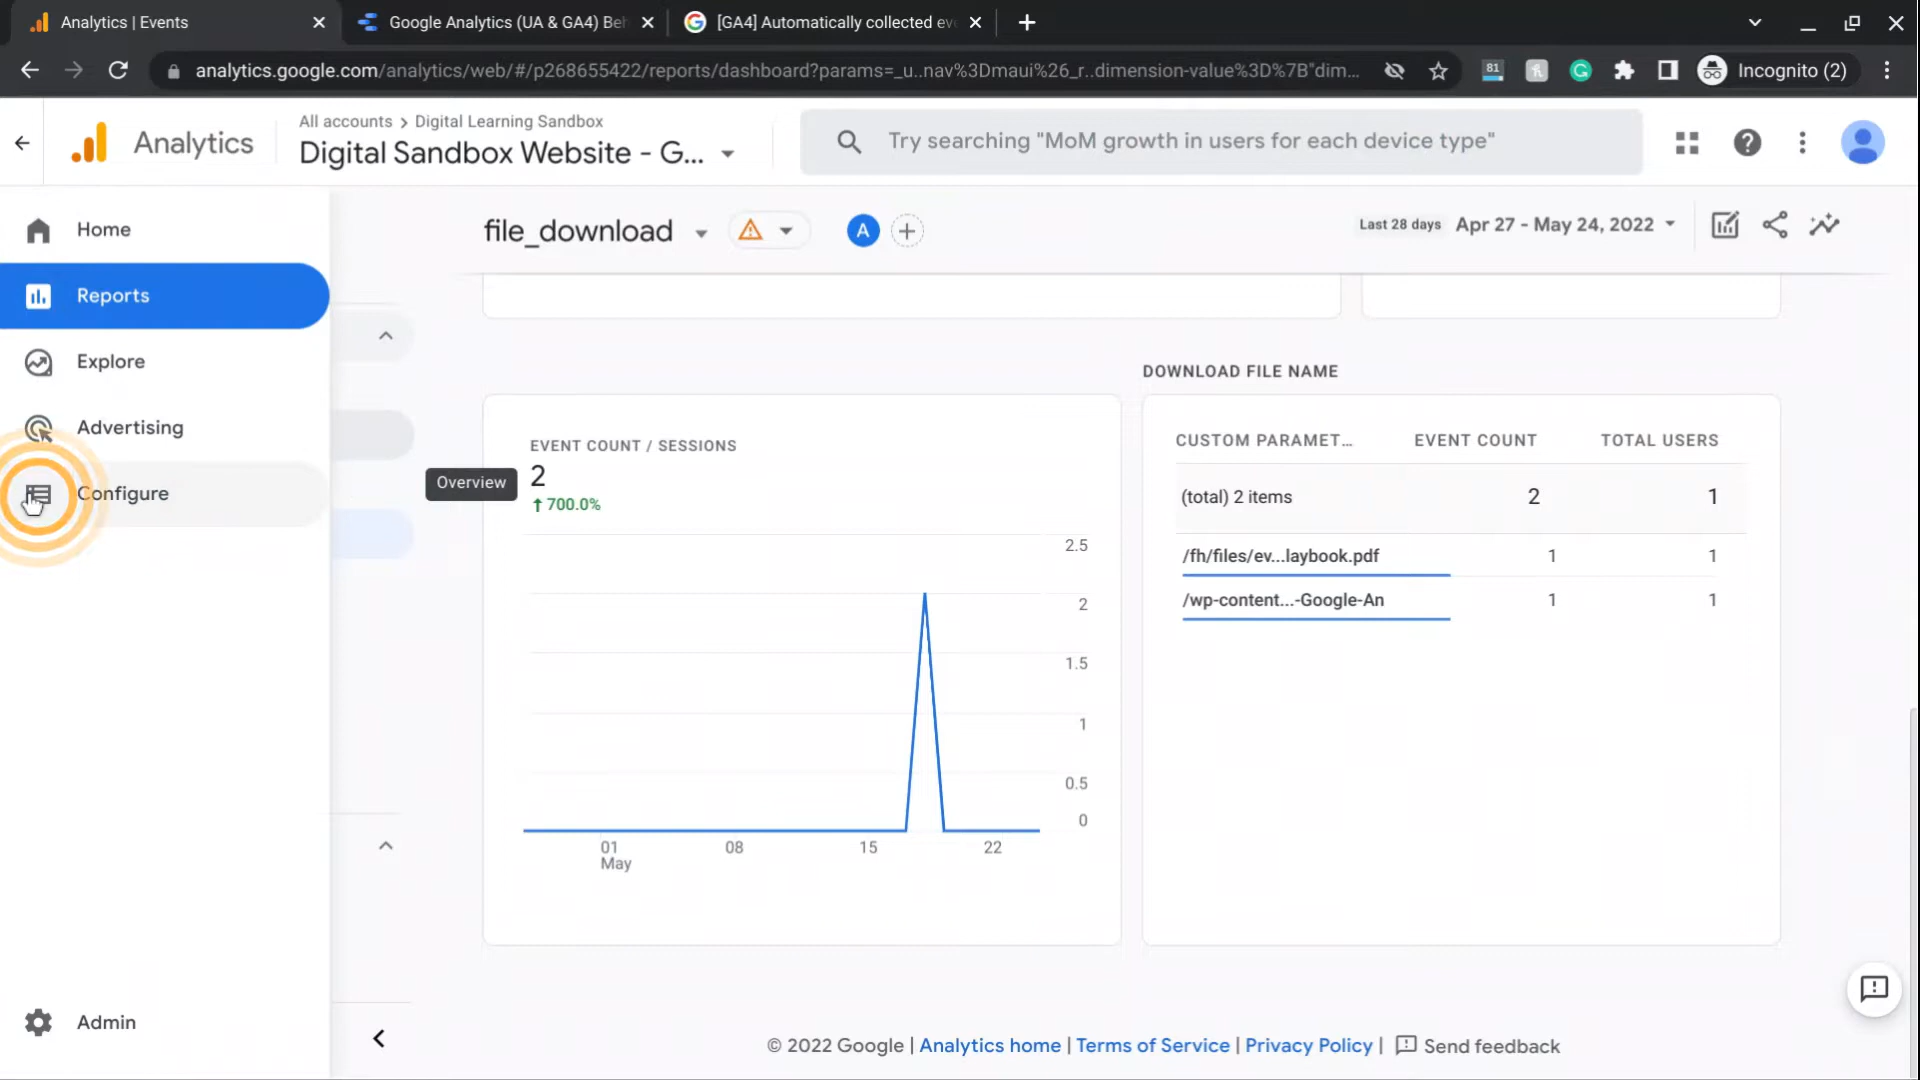 Analytics | Events
Google Analytics (UA & GA4) Beh
[GA4] Automatically collected eve
analytics.google.com/analytics/web/#/p268655422/reports/dashboard?params=_u..nav%3Dmaui%26_r..dimension-value%3D%7B"dim...
81
Incognito (2)
Analytics
All accounts > Digital Learning Sandbox
Digital Sandbox Website - G...
Try searching "MoM growth in users for each device type"
Home
Reports
Explore
Advertising
Configure
Admin
file_download
A
Last 28 days Apr 27 - May 24, 2022
Overview
EVENT COUNT / SESSIONS
2
↑ 700.0%
2.5
2
1.5
1
0.5
0
01 May
08
15
22
DOWNLOAD FILE NAME
CUSTOM PARAMET... EVENT COUNT TOTAL USERS
(total) 2 items 2 1
/fh/files/ev...laybook.pdf 1 1
/wp-content...-Google-An 1 1
© 2022 Google | Analytics home | Terms of Service | Privacy Policy | Send feedback